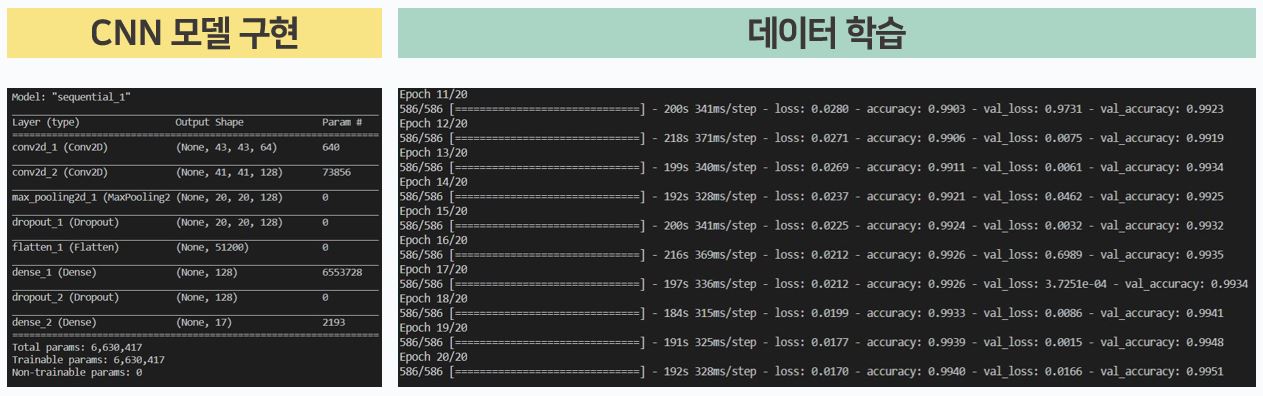 CNN 모델 구현
Model: "sequential_1"
Layer (type) Output Shape Param #
=================================================================
conv2d_1 (Conv2D) (None, 43, 43, 64) 640
conv2d_2 (Conv2D) (None, 41, 41, 128) 73856
max_pooling2d_1 (MaxPooling2 (None, 20, 20, 128) 0
dropout_1 (Dropout) (None, 20, 20, 128) 0
flatten_1 (Flatten) (None, 51200) 0
dense_1 (Dense) (None, 128) 6553728
dropout_2 (Dropout) (None, 128) 0
dense_2 (Dense) (None, 17) 2193
=================================================================
Total params: 6,630,417
Trainable params: 6,630,417
Non-trainable params: 0
데이터 학습
Epoch 11/20
586/586 [==============================] - 200s 341ms/step - loss: 0.0280 - accuracy: 0.9903 - val_loss: 0.9731 - val_accuracy: 0.9923
Epoch 12/20
586/586 [==============================] - 218s 371ms/step - loss: 0.0271 - accuracy: 0.9906 - val_loss: 0.0075 - val_accuracy: 0.9919
Epoch 13/20
586/586 [==============================] - 199s 340ms/step - loss: 0.0269 - accuracy: 0.9911 - val_loss: 0.0061 - val_accuracy: 0.9934
Epoch 14/20
586/586 [==============================] - 192s 328ms/step - loss: 0.0237 - accuracy: 0.9921 - val_loss: 0.0462 - val_accuracy: 0.9925
Epoch 15/20
586/586 [==============================] - 200s 341ms/step - loss: 0.0225 - accuracy: 0.9924 - val_loss: 0.0032 - val_accuracy: 0.9932
Epoch 16/20
586/586 [==============================] - 216s 369ms/step - loss: 0.0212 - accuracy: 0.9926 - val_loss: 0.6989 - val_accuracy: 0.9935
Epoch 17/20
586/586 [==============================] - 197s 336ms/step - loss: 0.0212 - accuracy: 0.9926 - val_loss: 3.7251e-04 - val_accuracy: 0.9934
Epoch 18/20
586/586 [==============================] - 184s 315ms/step - loss: 0.0199 - accuracy: 0.9933 - val_loss: 0.0086 - val_accuracy: 0.9941
Epoch 19/20
586/586 [==============================] - 191s 325ms/step - loss: 0.0177 - accuracy: 0.9939 - val_loss: 0.0015 - val_accuracy: 0.9948
Epoch 20/20
586/586 [==============================] - 192s 328ms/step - loss: 0.0170 - accuracy: 0.9940 - val_loss: 0.0166 - val_accuracy: 0.9951